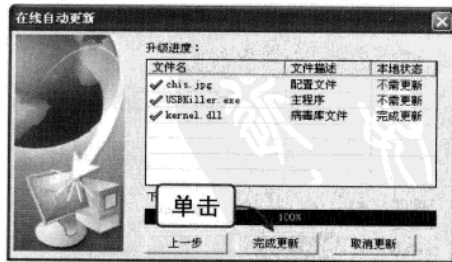 在线自动更新
升级进度：
文件名 文件描述 本地状态
chis.jpg 配置文件 不需更新
USBKiller.exe 主程序 不需更新
kernel.dll 病毒库文件 完成更新
下
单击
100%
上一步 完成更新 取消更新